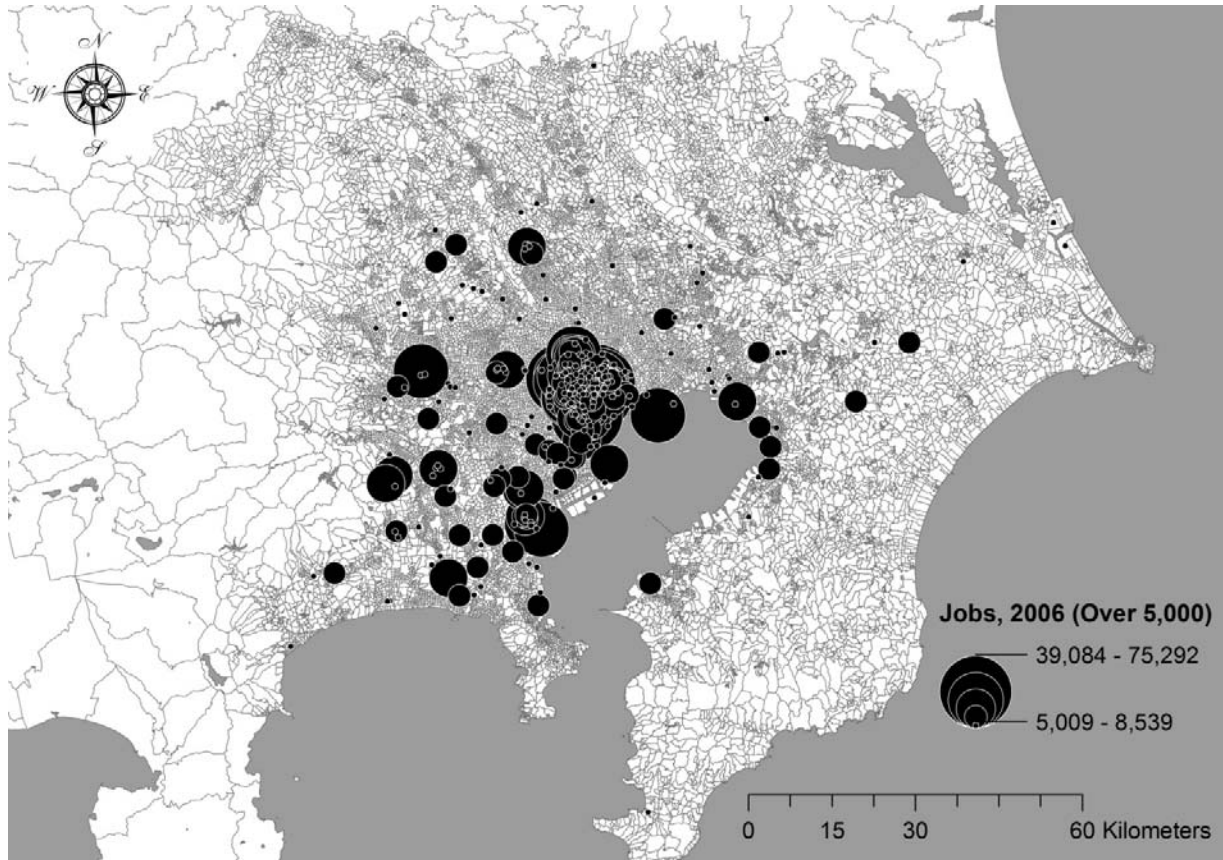 N
W E
S
Jobs, 2006 (Over 5,000)
39,084 - 75,292
5,009 - 8,539
0 15 30 60 Kilometers